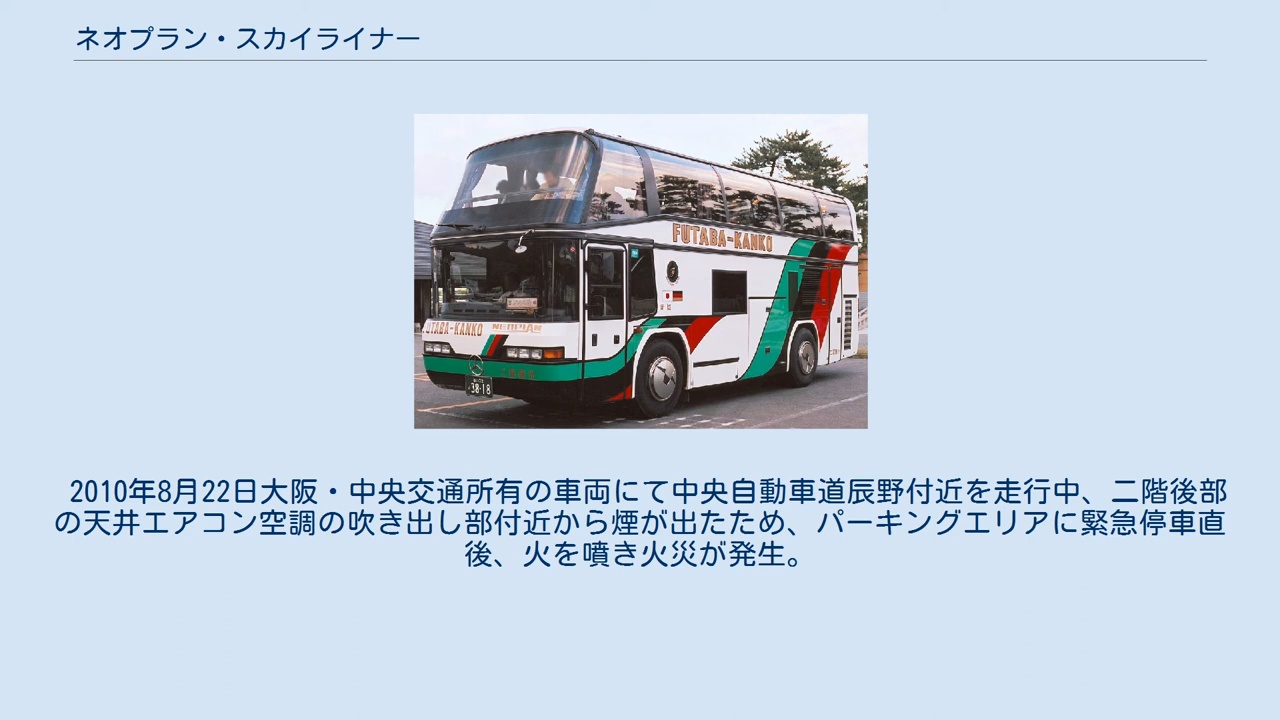 ネオプラン・スカイライナー
FUTABA-KANKO
FUTABA-KANKO
38-18
2010年8月22日大阪・中央交通所有の車両にて中央自動車道辰野付近を走行中、二階後部
の天井エアコン空調の吹き出し部付近から煙が出たため、パーキングエリアに緊急停車直
後、火を噴き火災が発生。